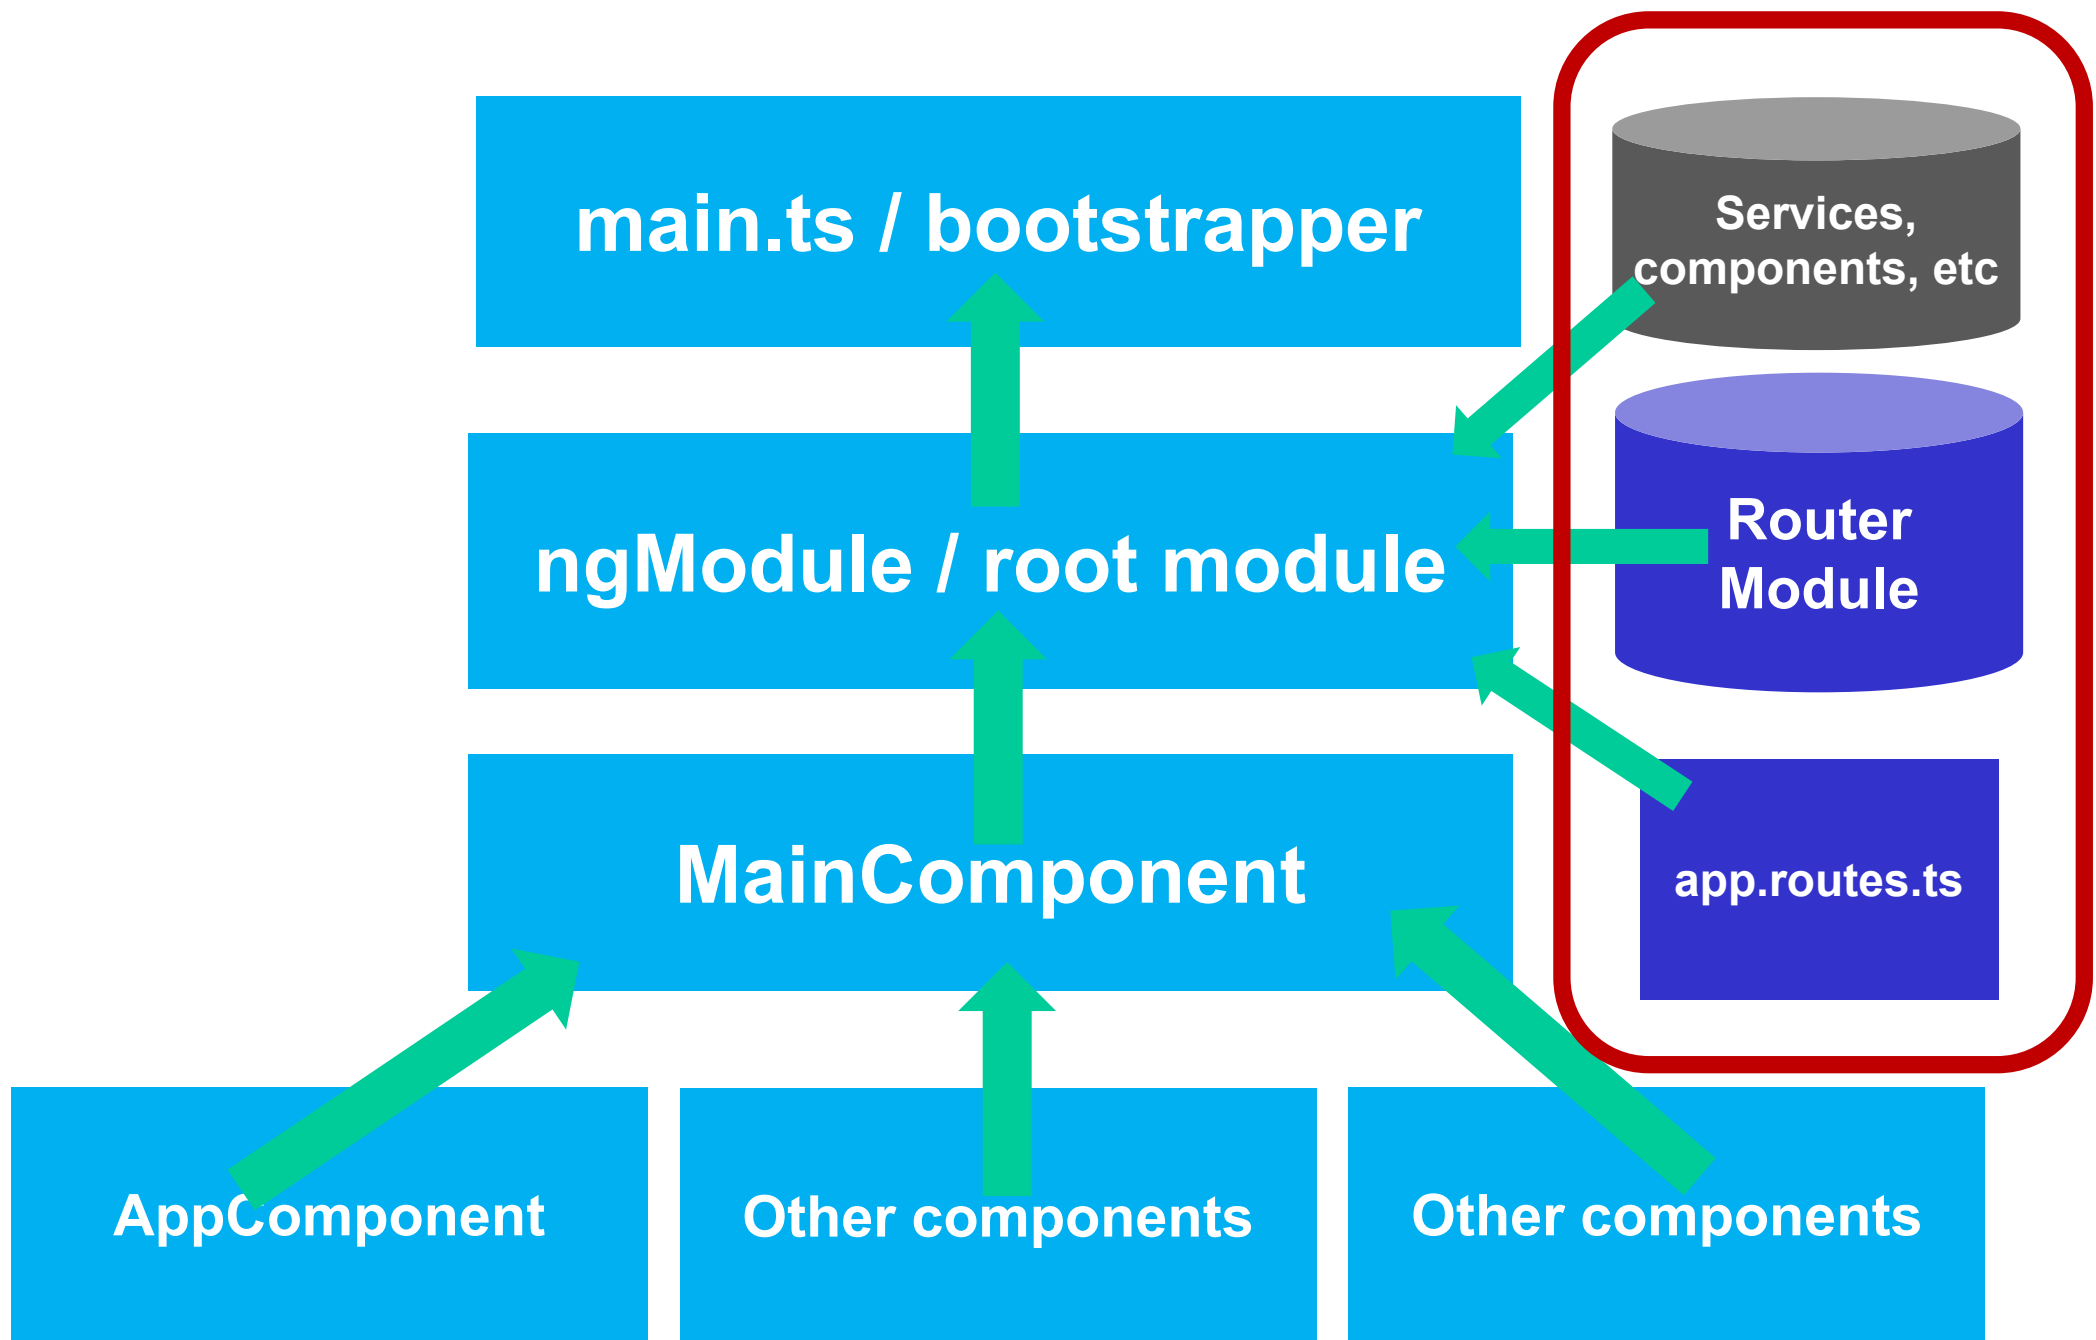 main.ts / bootstrapper
Services,
components, etc
ngModule / root module
Router
Module
MainComponent
app.routes.ts
AppComponent
Other components
Other components